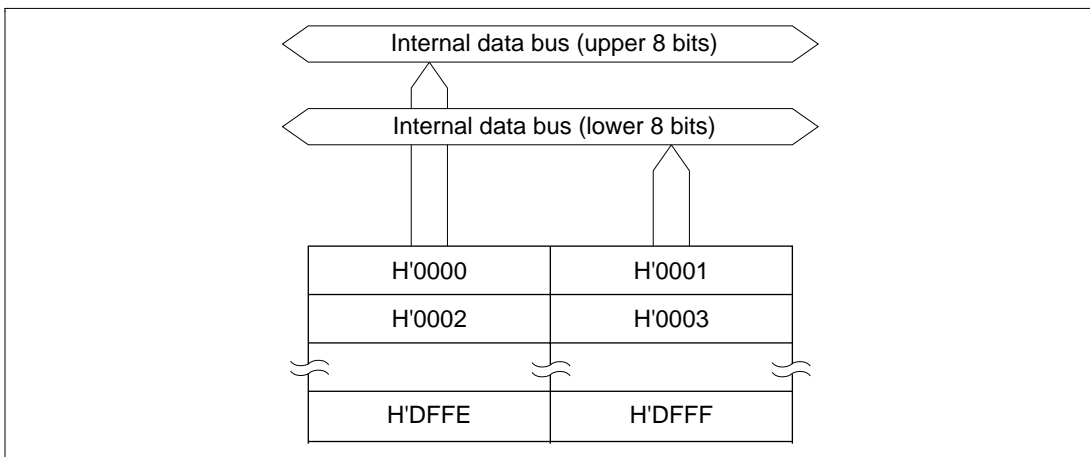 Internal data bus (upper 8 bits)
Internal data bus (lower 8 bits)
H'0000 H'0001
H'0002 H'0003
H'DFFE H'DFFF